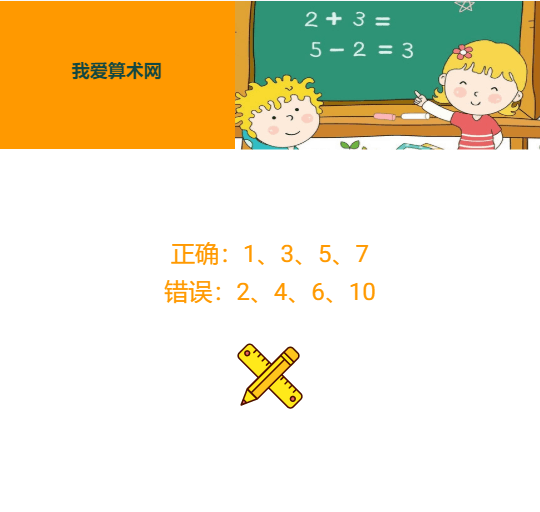 我爱算术网
2 + 3 =
5 − 2 = 3
正确：1、3、5、7
错误：2、4、6、10